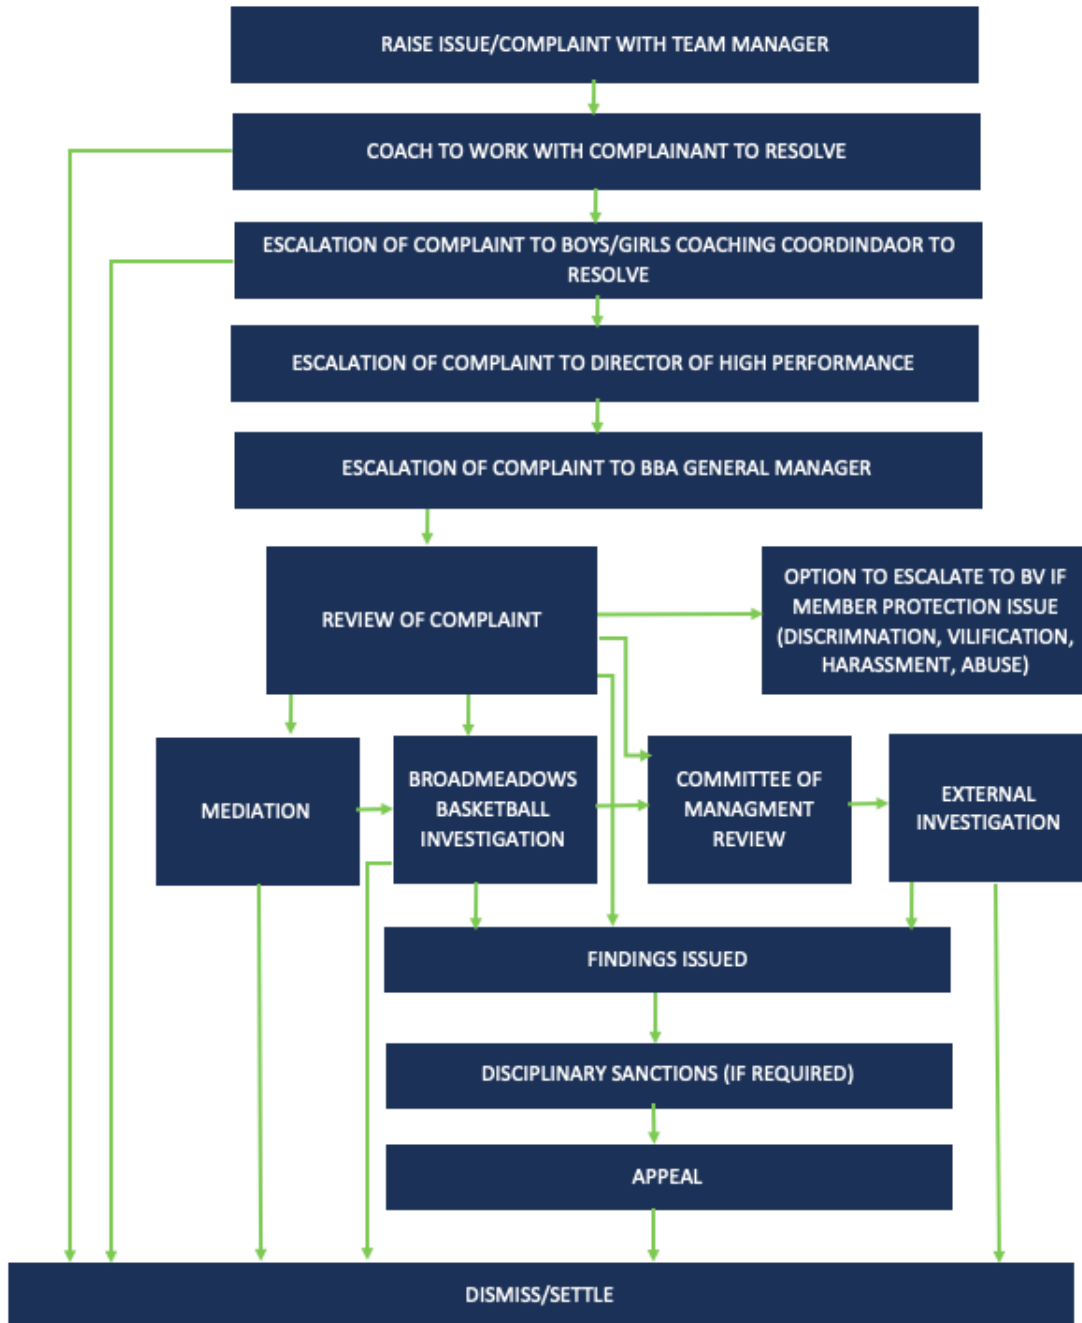 RAISE ISSUE/COMPLAINT WITH TEAM MANAGER
COACH TO WORK WITH COMPLAINANT TO RESOLVE
ESCALATION OF COMPLAINT TO BOYS/GIRLS COACHING COORDINDAOR TO
RESOLVE
ESCALATION OF COMPLAINT TO DIRECTOR OF HIGH PERFORMANCE
ESCALATION OF COMPLAINT TO BBA GENERAL MANAGER
REVIEW OF COMPLAINT
OPTION TO ESCALATE TO BV IF
MEMBER PROTECTION ISSUE
(DISCRIMNATION, VILIFICATION,
HARASSMENT, ABUSE)
MEDIATION
BROADMEADOWS
BASKETBALL
INVESTIGATION
COMMITTEE OF
MANAGMENT
REVIEW
EXTERNAL
INVESTIGATION
FINDINGS ISSUED
DISCIPLINARY SANCTIONS (IF REQUIRED)
APPEAL
DISMISS/SETTLE